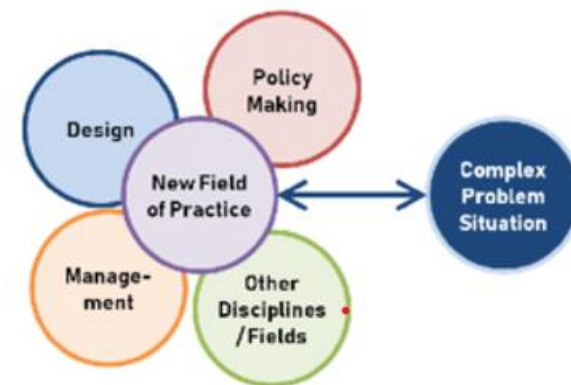 Policy
Making
Design
New Field
of Practice
Complex
Problem
Situation
Manage-
ment
Other
Disciplines
/Fields